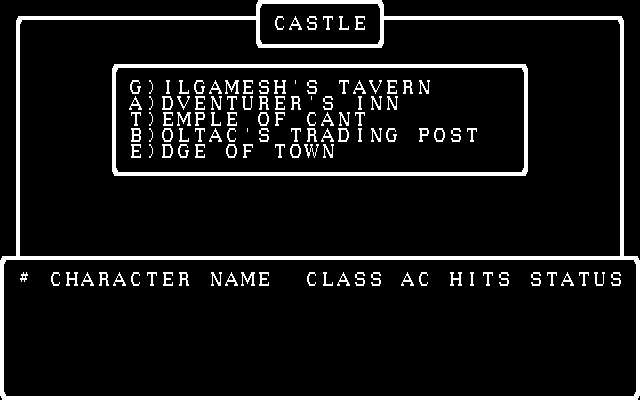 CASTLE
G)ILGAMESH'S TAVERN
A)DVENTURER'S INN
T)EMPLE OF CANT
B)OLTAC'S TRADING POST
E)DGE OF TOWN
# CHARACTER NAME CLASS AC HITS STATUS